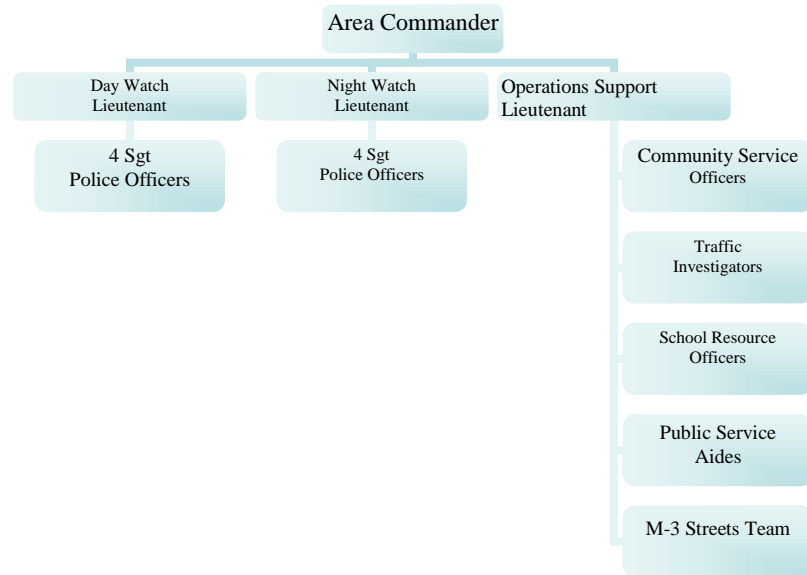 Area Commander
Day Watch
Lieutenant
Night Watch
Lieutenant
Operations Support
Lieutenant
4 Sgt
Police Officers
4 Sgt
Police Officers
Community Service
Officers
Traffic
Investigators
School Resource
Officers
Public Service
Aides
M-3 Streets Team